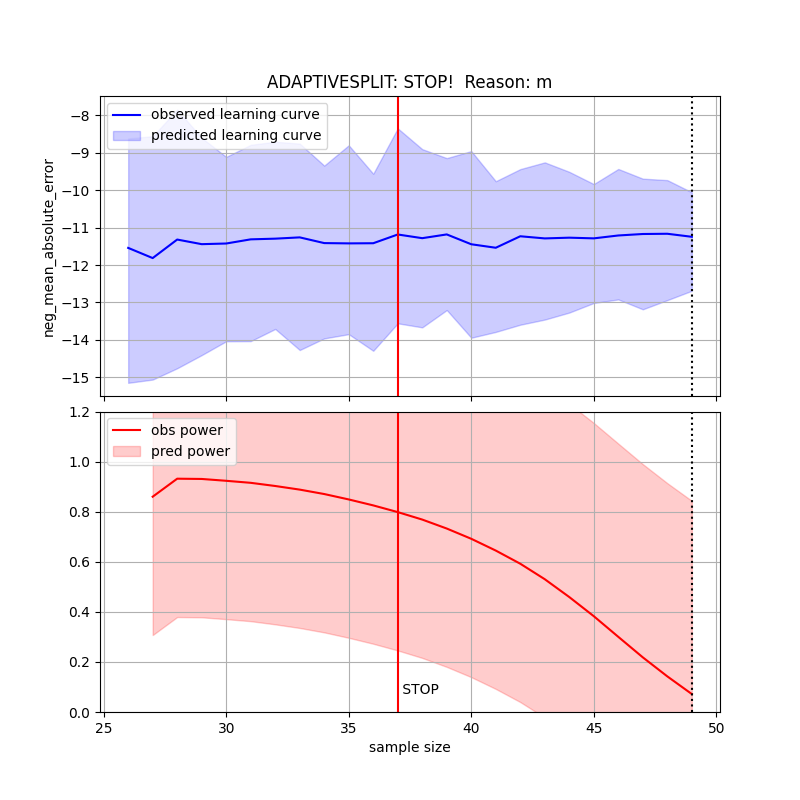 ADAPTIVESPLIT: STOP!  Reason: m
observed learning curve
predicted learning curve
neg_mean_absolute_error
−8
−9
−10
−11
−12
−13
−14
−15
obs power
pred power
1.2
1.0
0.8
0.6
0.4
0.2
0.0
STOP
25
30
35
40
45
50
sample size